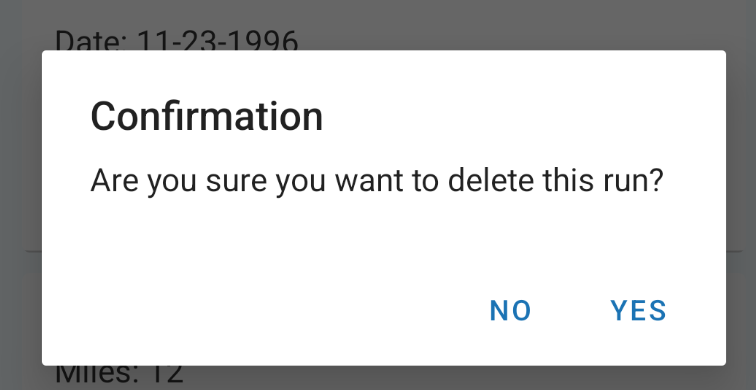 Date: 11-23-1996
Confirmation
Are you sure you want to delete this run?
NO YES
Miles: 12